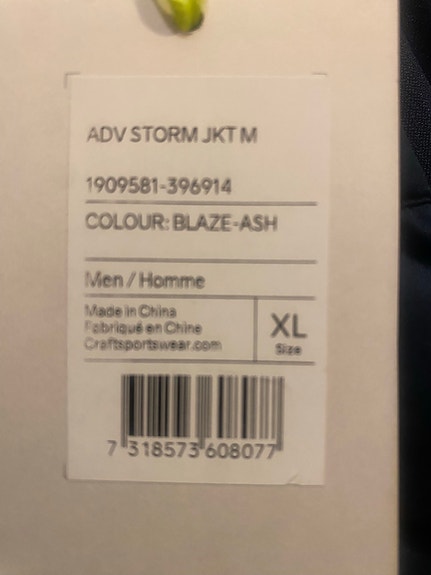 ADV STORM JKT M
1909581-396914
COLOUR: BLAZE-ASH
Men / Homme
Made in China
Fabriqué en Chine
Craftsportswear.com
XL
Size
7 318573 608077